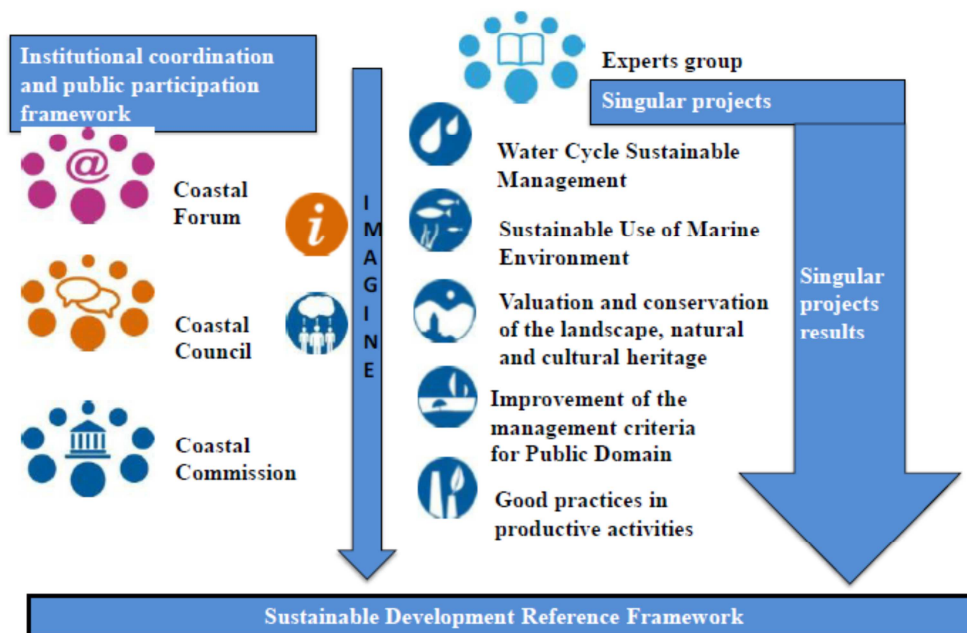 Institutional coordination
and public participation
framework
@
Coastal
Forum
Coastal
Council
Coastal
Commission
i
IMAGINE
Experts group
Singular projects
Water Cycle Sustainable
Management
Sustainable Use of Marine
Environment
Valuation and conservation
of the landscape, natural
and cultural heritage
Improvement of the
management criteria
for Public Domain
Good practices in
productive activities
Singular
projects
results
Sustainable Development Reference Framework